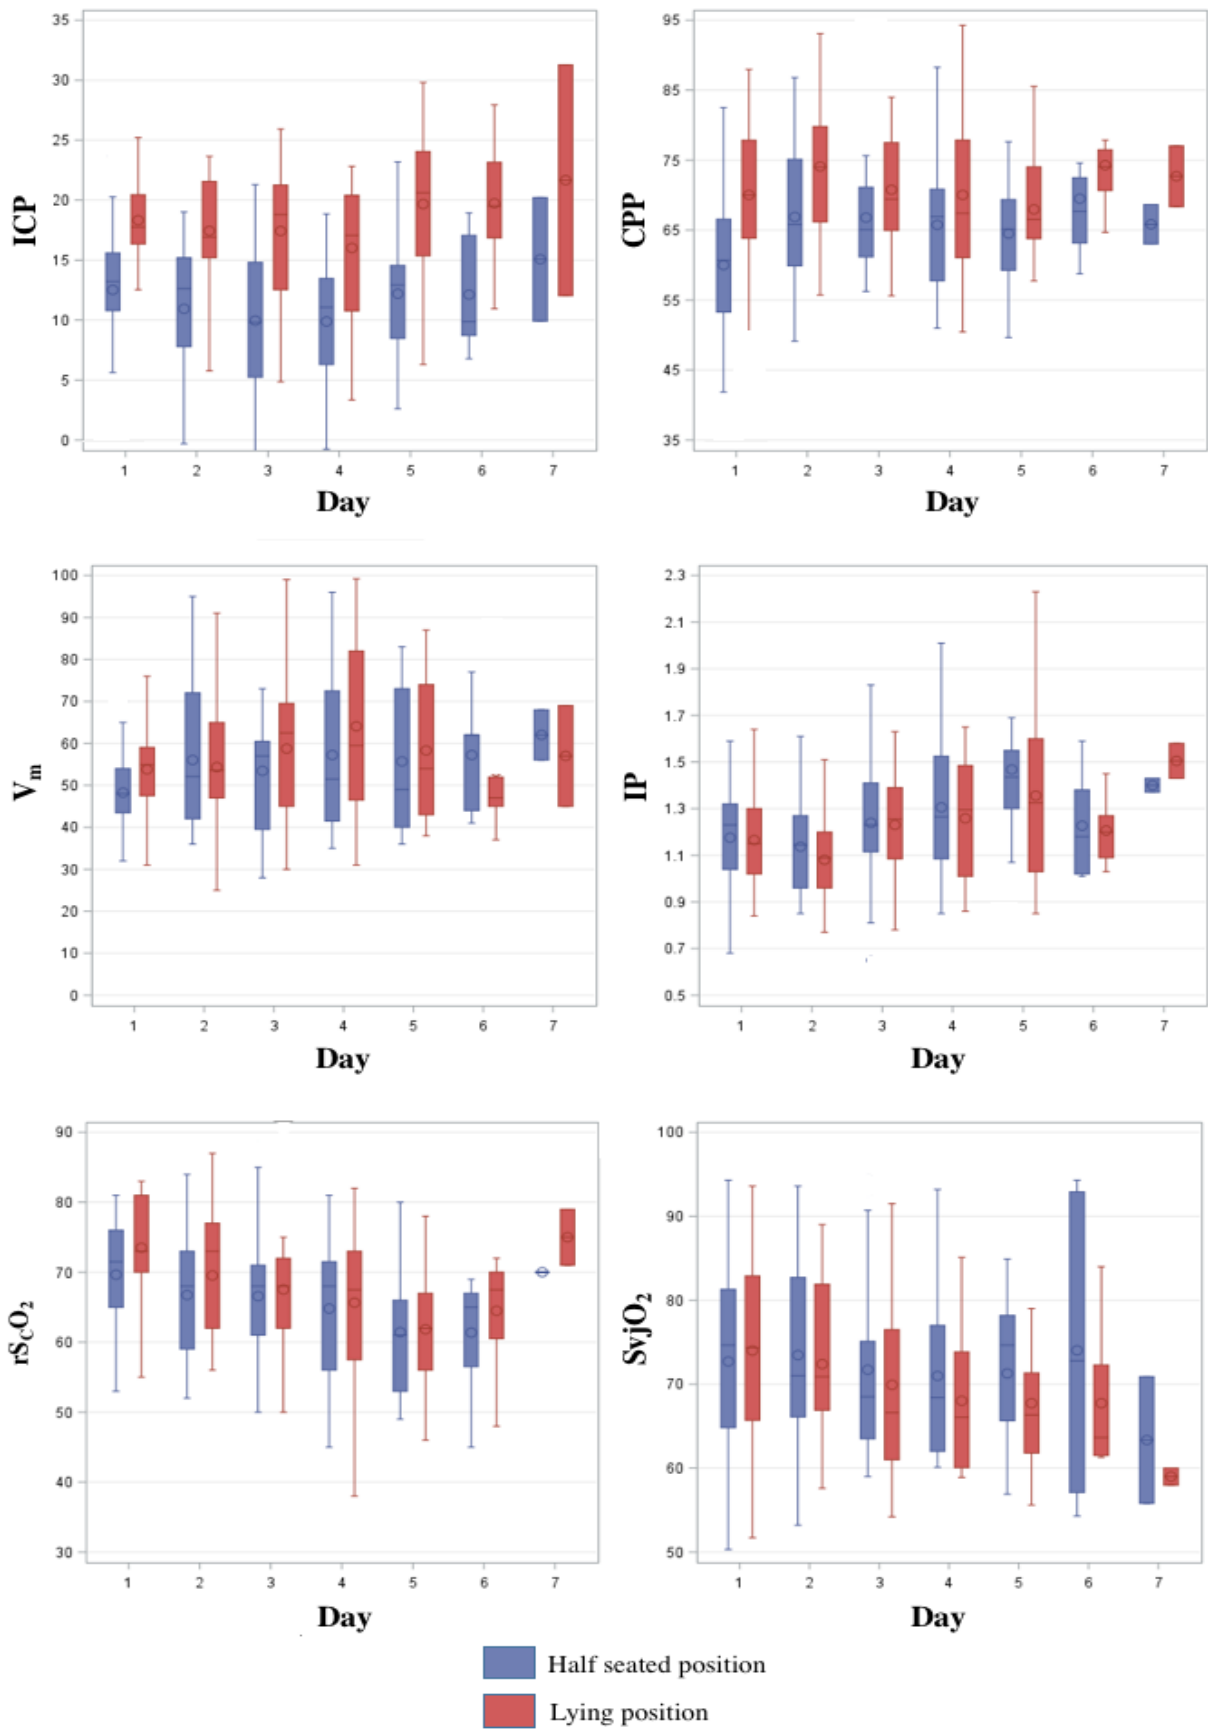 35
30
25
20
15
10
5
0
ICP
1 2 3 4 5 6 7
Day
95
85
75
65
55
45
35
CPP
1 2 3 4 5 6 7
Day
100
90
80
70
60
50
40
30
20
10
0
Vm
1 2 3 4 5 6 7
Day
2.3
2.1
1.9
1.7
1.5
1.3
1.1
0.9
0.7
0.5
IP
1 2 3 4 5 6 7
Day
90
80
70
60
50
40
30
rSCO2
1 2 3 4 5 6 7
Day
100
90
80
70
60
50
SvjO2
1 2 3 4 5 6 7
Day
Half seated position
Lying position